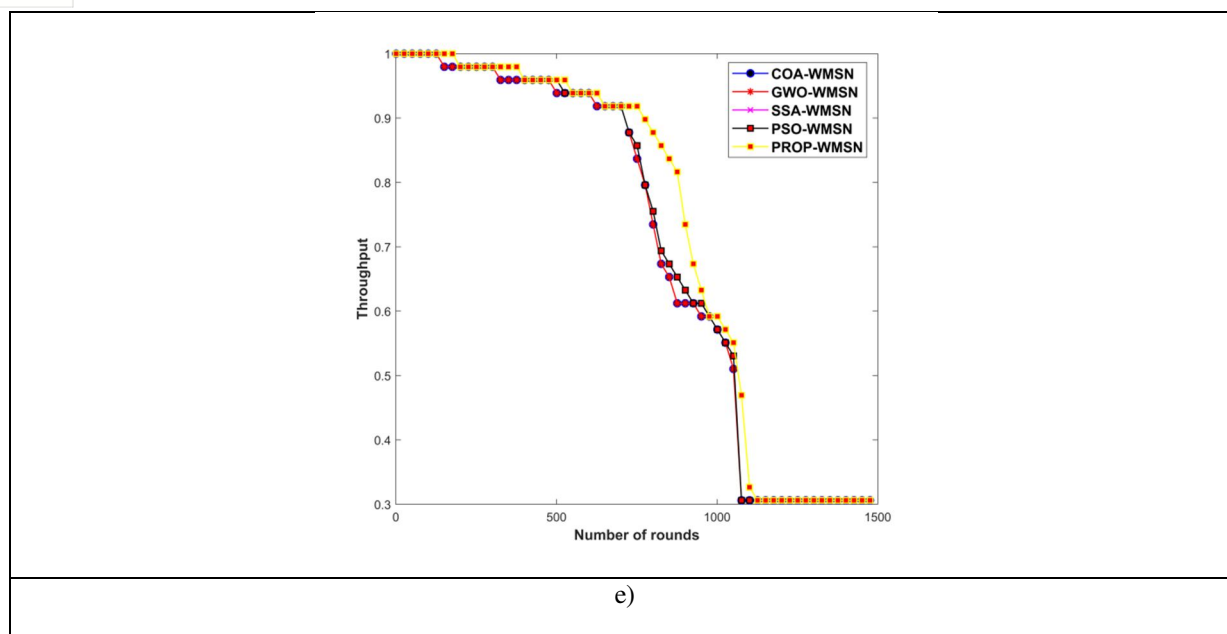 1
0.9
0.8
0.7
0.6
0.5
0.4
0.3
Throughput
COA-WMSN
GWO-WMSN
SSA-WMSN
PSO-WMSN
PROP-WMSN
0 500 1000 1500
Number of rounds
e)